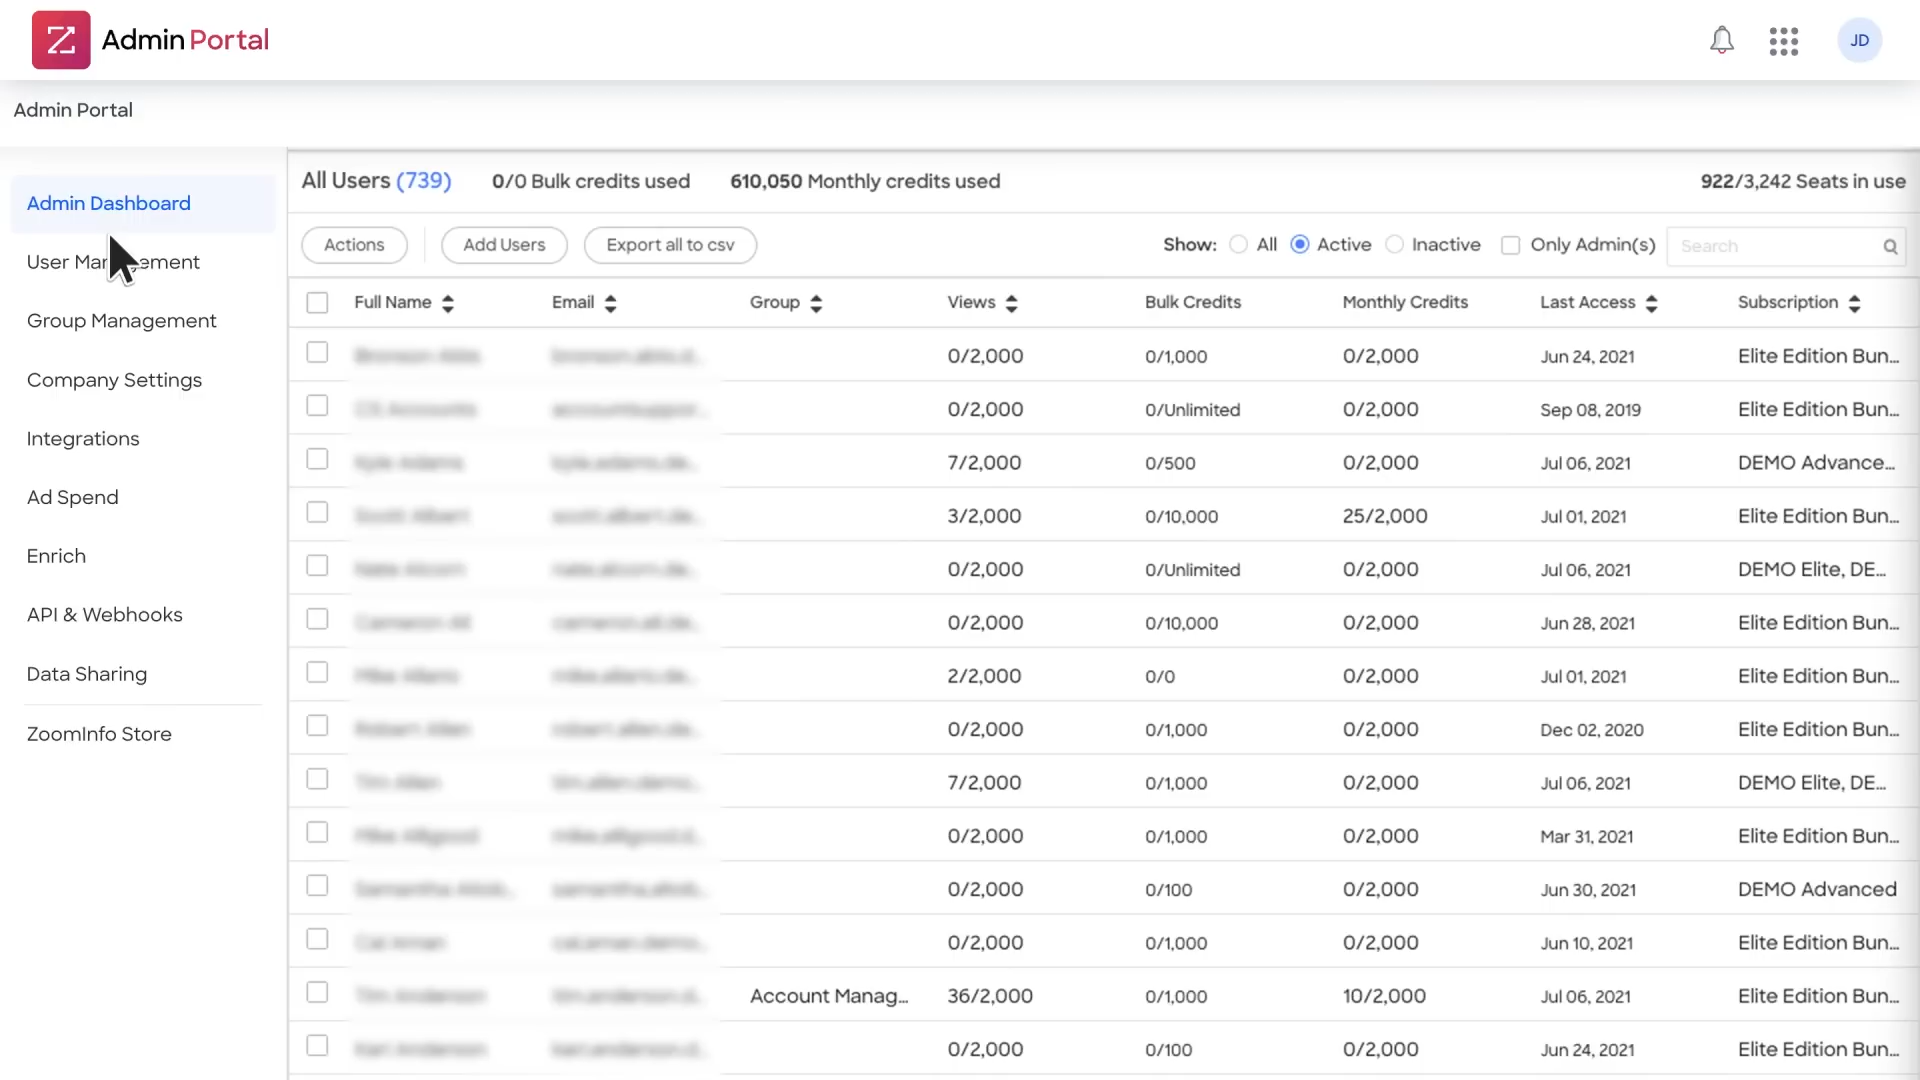 Admin Portal
JD
Admin Portal
Admin Dashboard
User Management
Group Management
Company Settings
Integrations
Ad Spend
Enrich
API & Webhooks
Data Sharing
ZoomInfo Store
All Users (739) 0/0 Bulk credits used 610,050 Monthly credits used 922/3,242 Seats in use
Actions Add Users Export all to csv Show: All Active Inactive Only Admin(s) Search
Full Name Email Group Views Bulk Credits Monthly Credits Last Access Subscription
0/2,000 0/1,000 0/2,000 Jun 24, 2021 Elite Edition Bun...
0/2,000 0/Unlimited 0/2,000 Sep 08, 2019 Elite Edition Bun...
7/2,000 0/500 0/2,000 Jul 06, 2021 DEMO Advance...
3/2,000 0/10,000 25/2,000 Jul 01, 2021 Elite Edition Bun...
0/2,000 0/Unlimited 0/2,000 Jul 06, 2021 DEMO Elite, DE...
0/2,000 0/10,000 0/2,000 Jun 28, 2021 Elite Edition Bun...
2/2,000 0/0 0/2,000 Jul 01, 2021 Elite Edition Bun...
0/2,000 0/1,000 0/2,000 Dec 02, 2020 Elite Edition Bun...
7/2,000 0/1,000 0/2,000 Jul 06, 2021 DEMO Elite, DE...
0/2,000 0/1,000 0/2,000 Mar 31, 2021 Elite Edition Bun...
0/2,000 0/100 0/2,000 Jun 30, 2021 DEMO Advanced
0/2,000 0/1,000 0/2,000 Jun 10, 2021 Elite Edition Bun...
Account Manag... 36/2,000 0/1,000 10/2,000 Jul 06, 2021 Elite Edition Bun...
0/2,000 0/100 0/2,000 Jun 24, 2021 Elite Edition Bun...